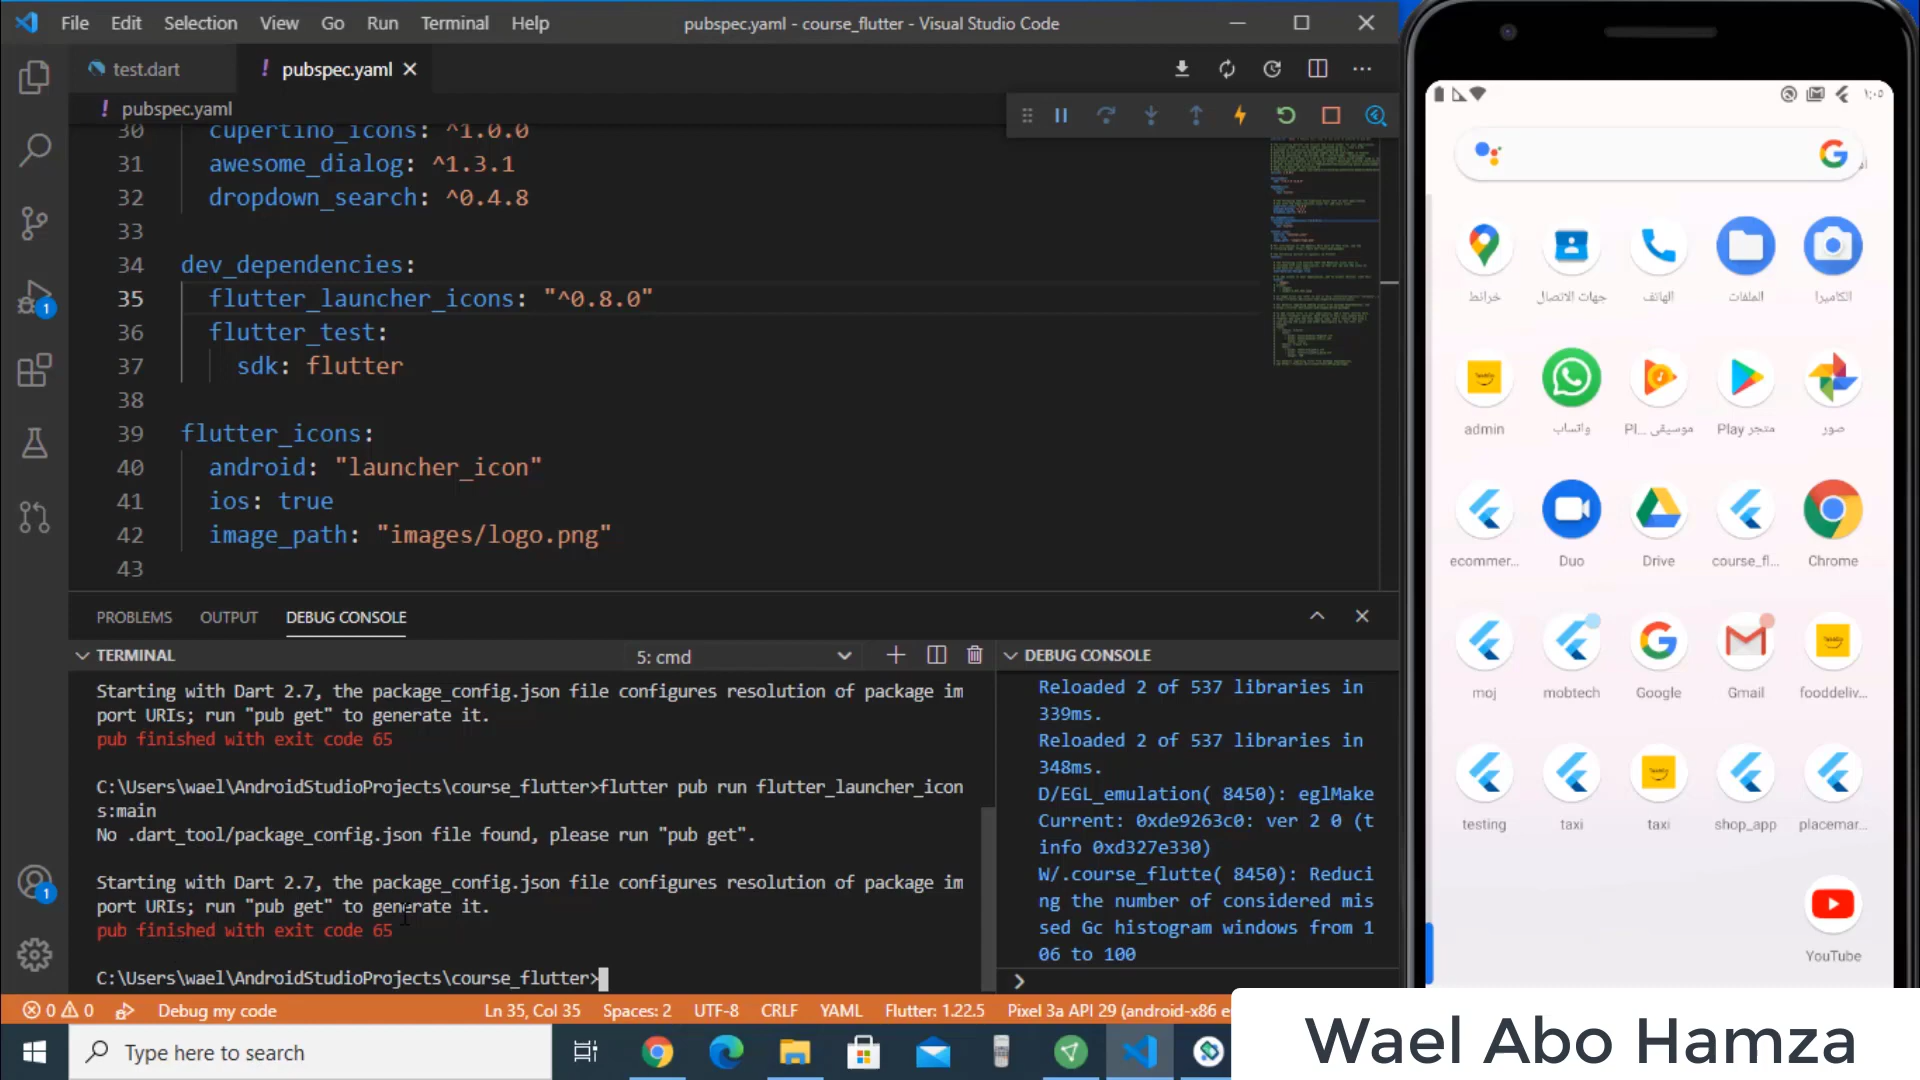 File Edit View Go Run Terminal Help
pubspec.yaml - course_flutter - Visual Studio Code
test.dart
! pubspec.yaml
! pubspec.yaml
30 cupertino_icons: ^1.0.0
31 awesome_dialog: ^1.3.1
32 dropdown_search: ^0.4.8
33
34 dev_dependencies:
35 flutter_launcher_icons: "^0.8.0"
36 flutter_test:
37 sdk: flutter
38
39 flutter_icons:
40 android: "launcher_icon"
41 ios: true
42 image_path: "images/logo.png"
43
PROBLEMS OUTPUT DEBUG CONSOLE
TERMINAL
5: cmd
Starting with Dart 2.7, the package_config.json file configures resolution of package im
port URIs; run "pub get" to generate it.
pub finished with exit code 65
C:\Users\wael\AndroidStudioProjects\course_flutter>flutter pub run flutter_launcher_icon
s:main
No .dart_tool/package_config.json file found, please run "pub get".
Starting with Dart 2.7, the package_config.json file configures resolution of package im
port URIs; run "pub get" to generate it.
pub finished with exit code 65
C:\Users\wael\AndroidStudioProjects\course_flutter>
DEBUG CONSOLE
Reloaded 2 of 537 libraries in
339ms.
Reloaded 2 of 537 libraries in
348ms.
D/EGL_emulation( 8450): eglMake
Current: 0xde9263c0: ver 2 0 (t
info 0xd327e330)
W/.course_flutte( 8450): Reduci
ng the number of considered mis
sed Gc histogram windows from 1
06 to 100
1
1
0 0 Debug my code Ln 35, Col 35 Spaces: 2 UTF-8 CRLF YAML Flutter: 1.22.5 Pixel 3a API 29 (android-x86 e
Type here to search
١:٠٥
خرائط جهات الاتصال الهاتف الملفات الكاميرا
admin واتساب Pl... موسيقى Play متجر صور
ecommer... Duo Drive course_fl... Chrome
moj mobtech Google Gmail fooddeliv...
testing taxi taxi shop_app placemar...
YouTube
Wael Abo Hamza